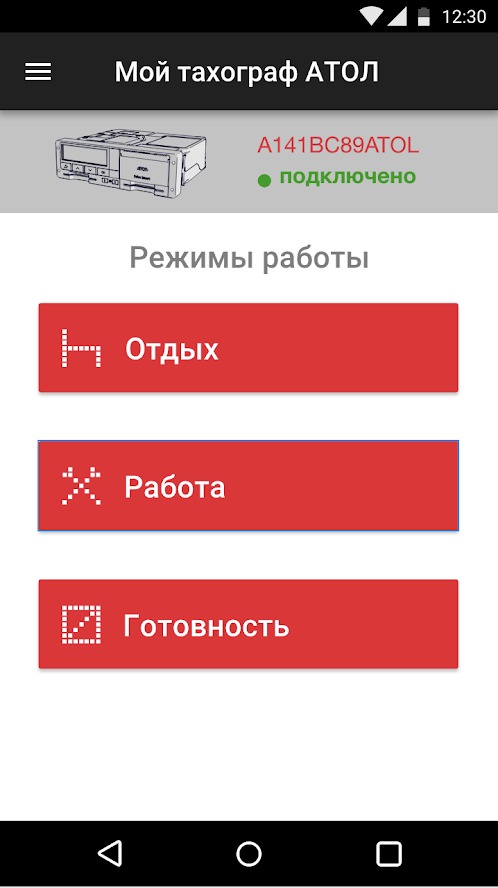 12:30
Мой тахограф АТОЛ
A141BC89ATOL
подключено
Режимы работы
Отдых
Работа
Готовность